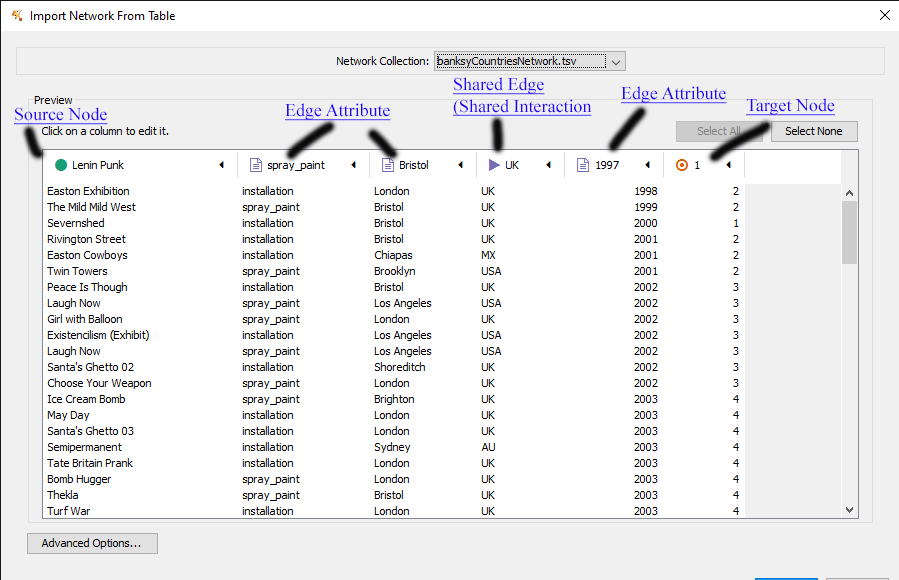 Import Network From Table
Network Collection: banksyCountriesNetwork.tsv
Preview
Source Node
Edge Attribute
Shared Edge
(Shared Interaction
Edge Attribute
Target Node
Click on a column to edit it.
Select All
Select None
Lenin Punk spray_paint Bristol UK 1997 1
Easton Exhibition installation London UK 1998 2
The Mild Mild West spray_paint Bristol UK 1999 2
Severnshed installation Bristol UK 2000 1
Rivington Street installation Bristol UK 2001 2
Easton Cowboys installation Chiapas MX 2001 2
Twin Towers spray_paint Brooklyn USA 2001 2
Peace Is Though installation Bristol UK 2002 3
Laugh Now spray_paint Los Angeles USA 2002 3
Girl with Balloon spray_paint London UK 2002 3
Existencilism (Exhibit) installation Los Angeles USA 2002 3
Laugh Now spray_paint Los Angeles USA 2002 3
Santa's Ghetto 02 installation Shoreditch UK 2002 3
Choose Your Weapon spray_paint London UK 2002 3
Ice Cream Bomb spray_paint Brighton UK 2003 4
May Day installation London UK 2003 4
Santa's Ghetto 03 installation London UK 2003 4
Semipermanent installation Sydney AU 2003 4
Tate Britain Prank installation London UK 2003 4
Bomb Hugger spray_paint London UK 2003 4
Thekla spray_paint Bristol UK 2003 4
Turf War installation London UK 2003 4
Advanced Options...